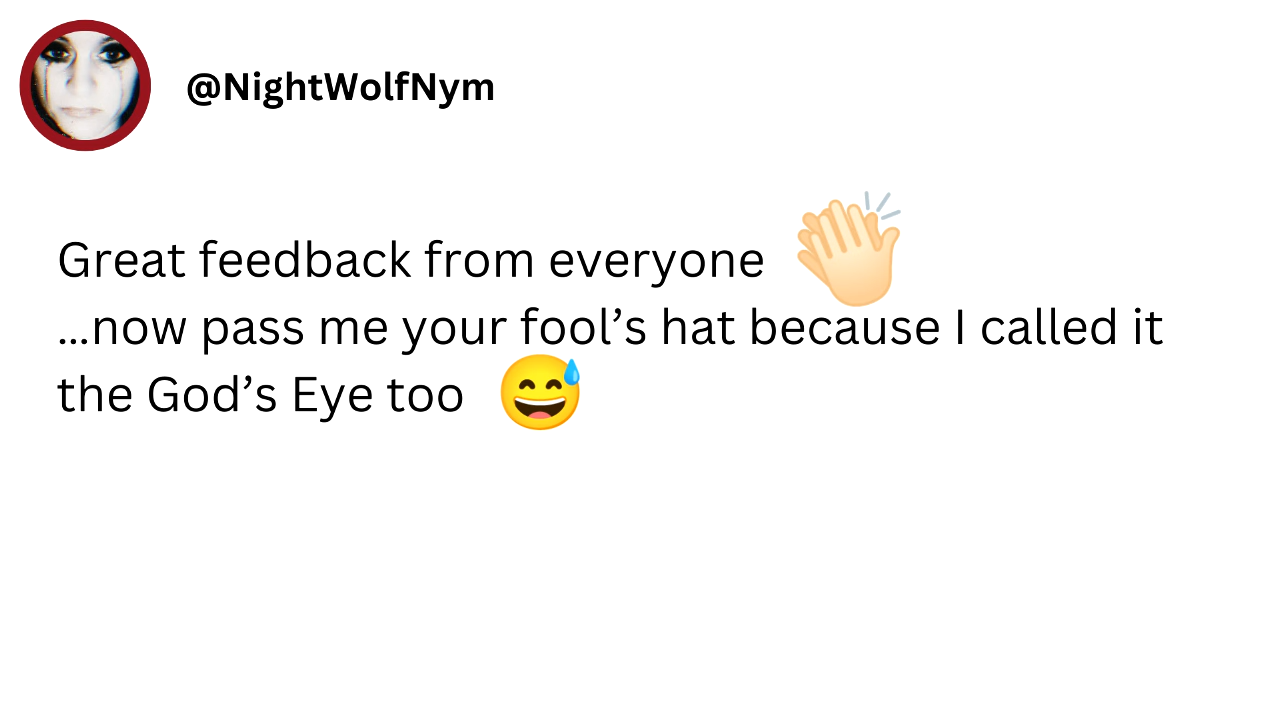 @NightWolfNym
Great feedback from everyone 👏🏻
...now pass me your fool’s hat because I called it
the God’s Eye too 😅